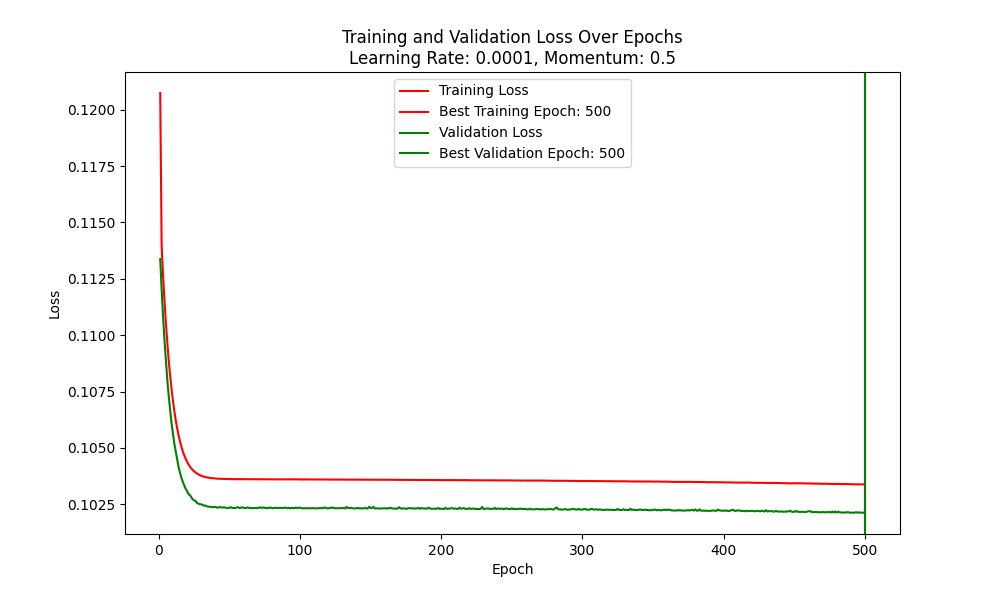 Training and Validation Loss Over Epochs
Learning Rate: 0.0001, Momentum: 0.5
Training Loss
Best Training Epoch: 500
Validation Loss
Best Validation Epoch: 500
0.1200
0.1175
0.1150
0.1125
0.1100
0.1075
0.1050
0.1025
Loss
0 100 200 300 400 500
Epoch